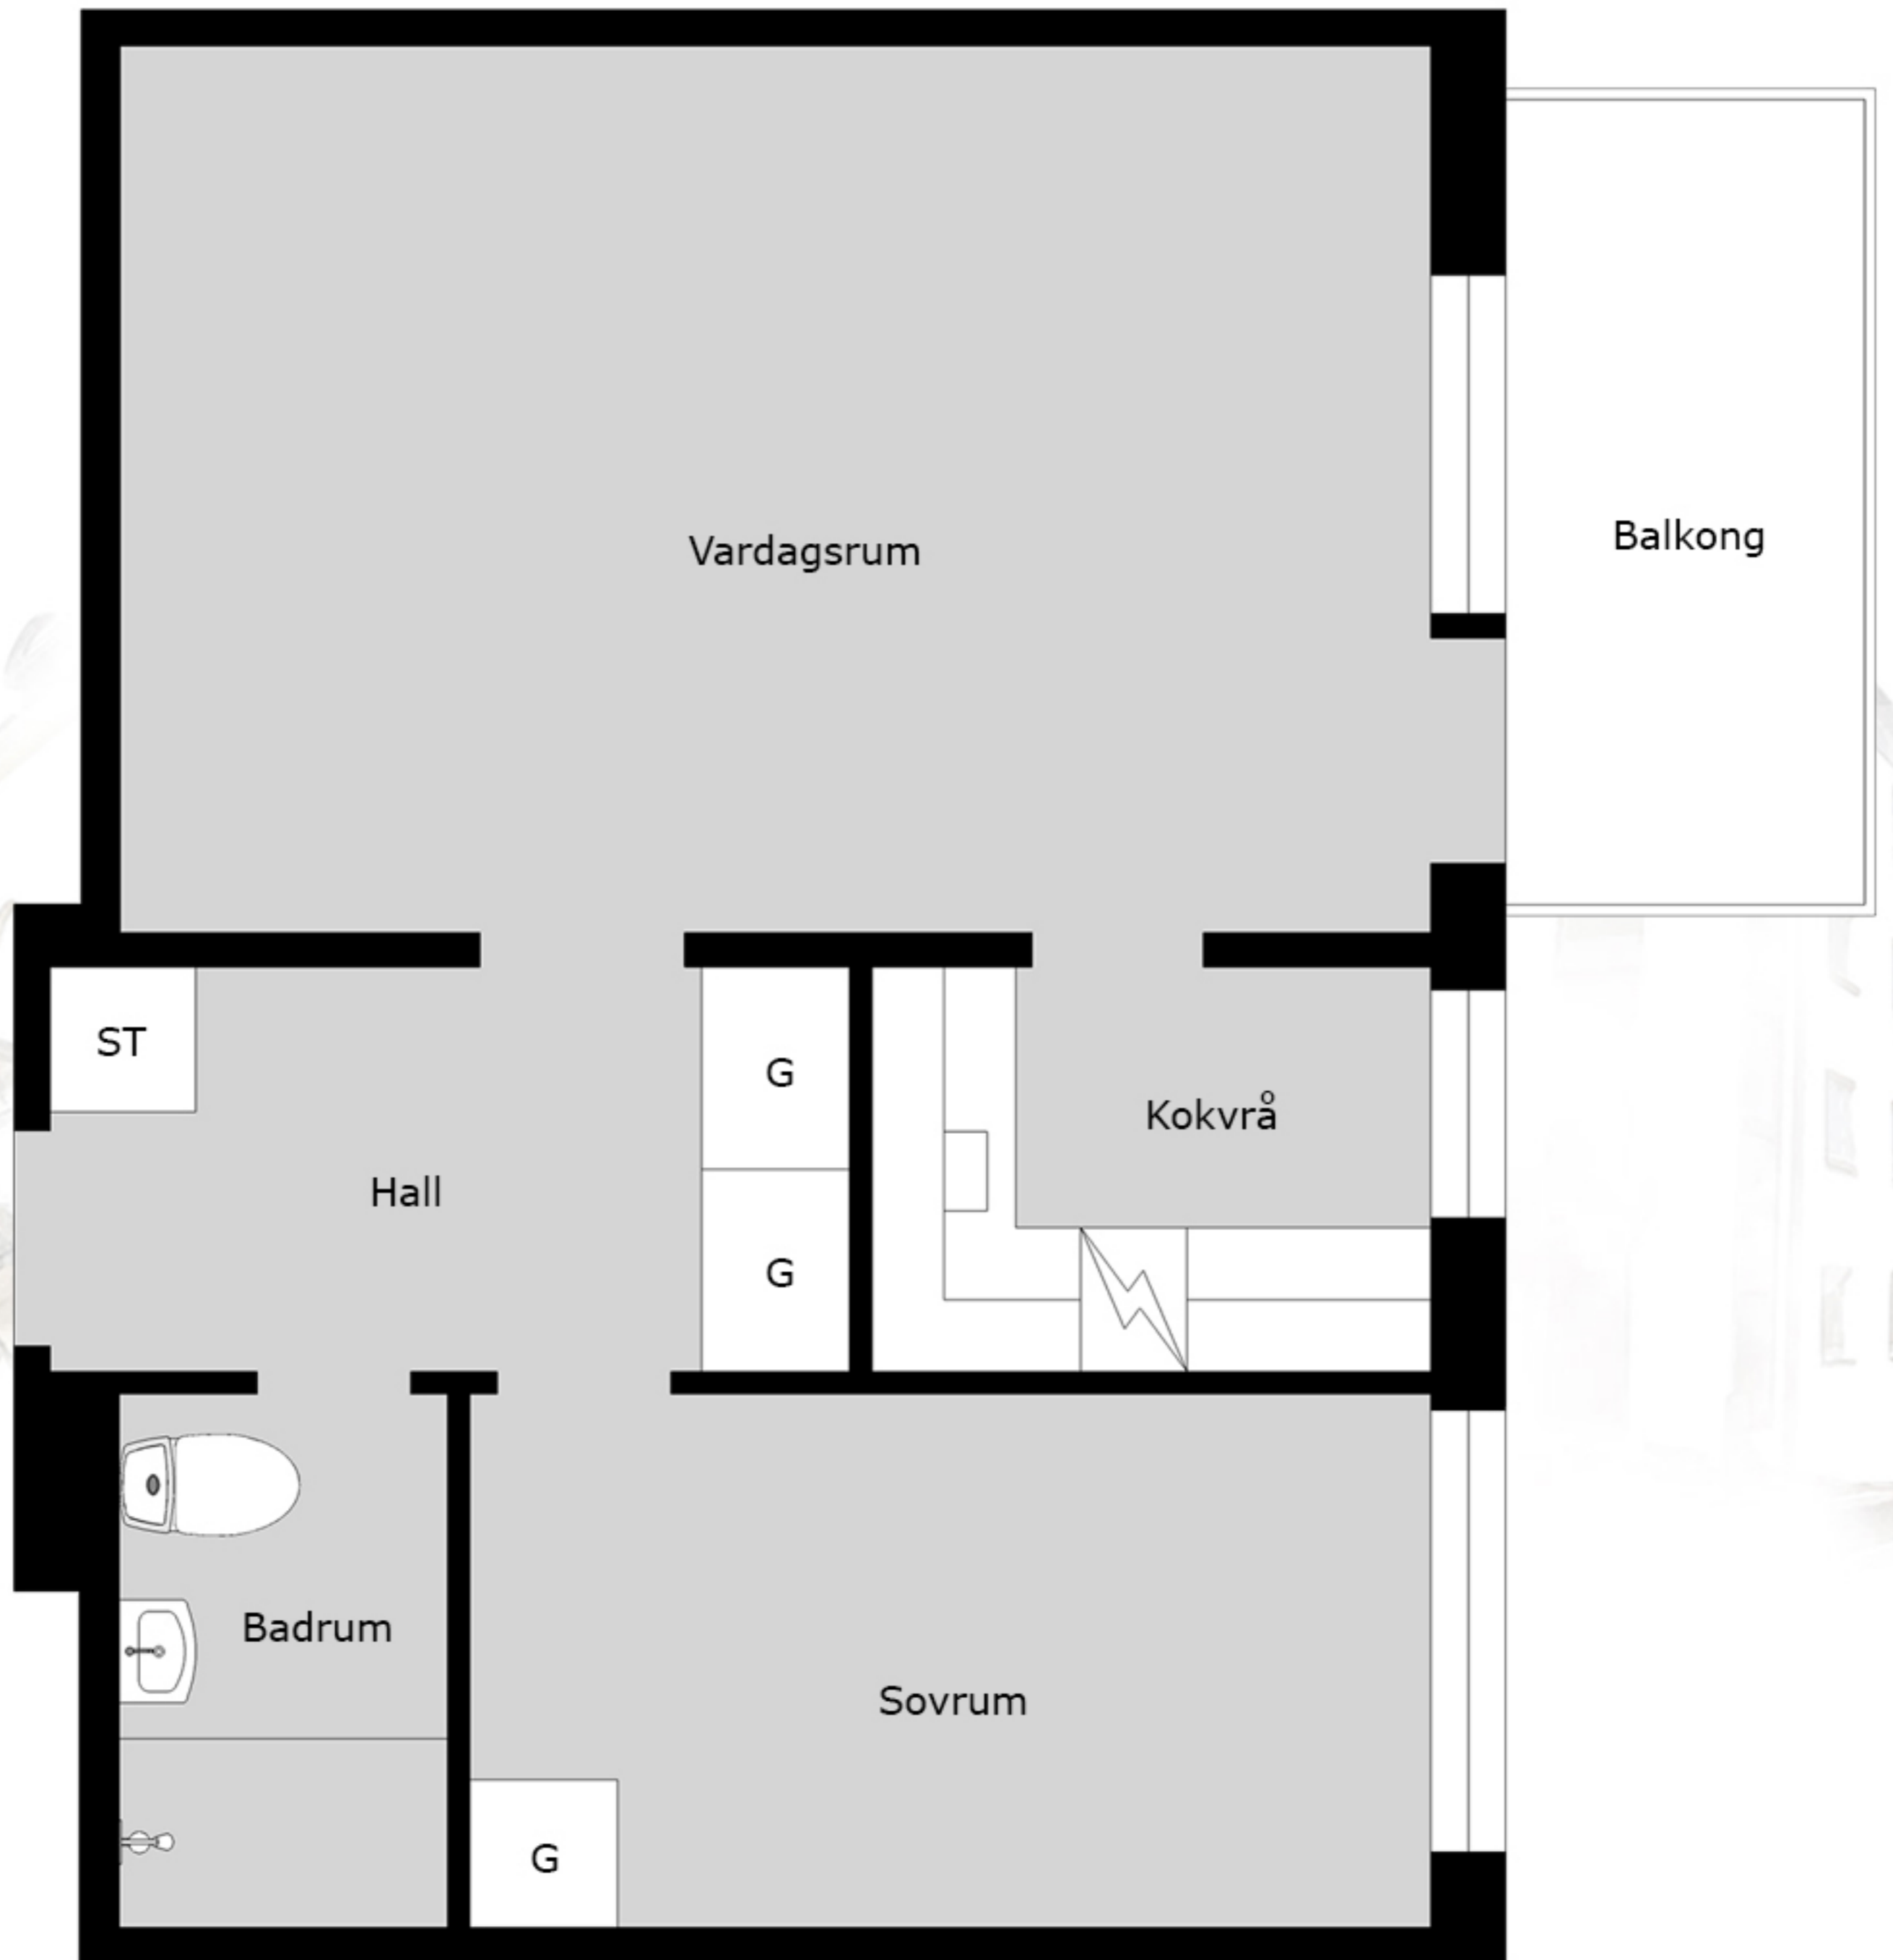 Vardagsrum
Balkong
ST
G
Kokvrå
Hall
G
Badrum
Sovrum
G